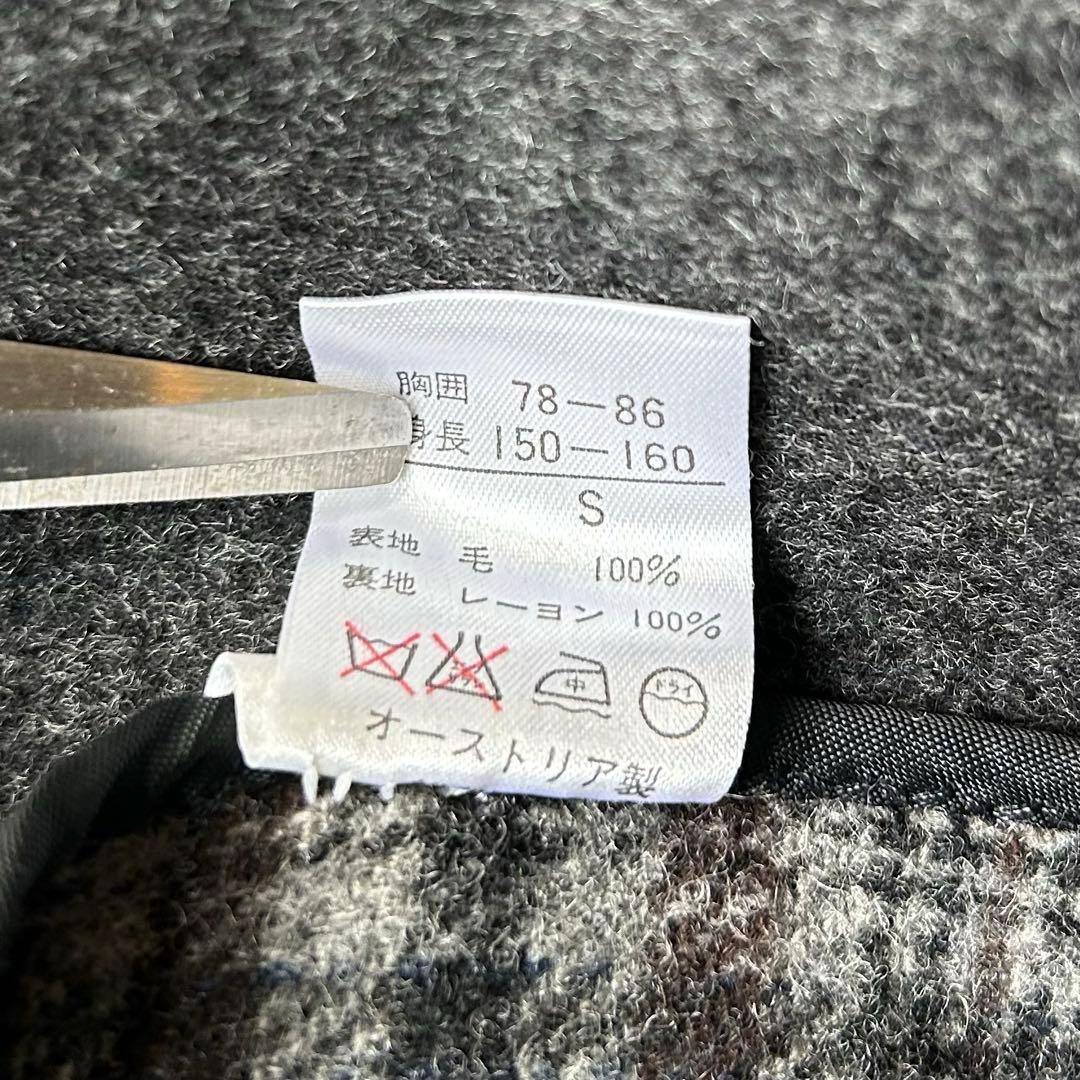 胸囲 78—86
身長 150—160
S
表地 毛 100%
裏地 レーヨン 100%
中 ドライ
オーストリア製